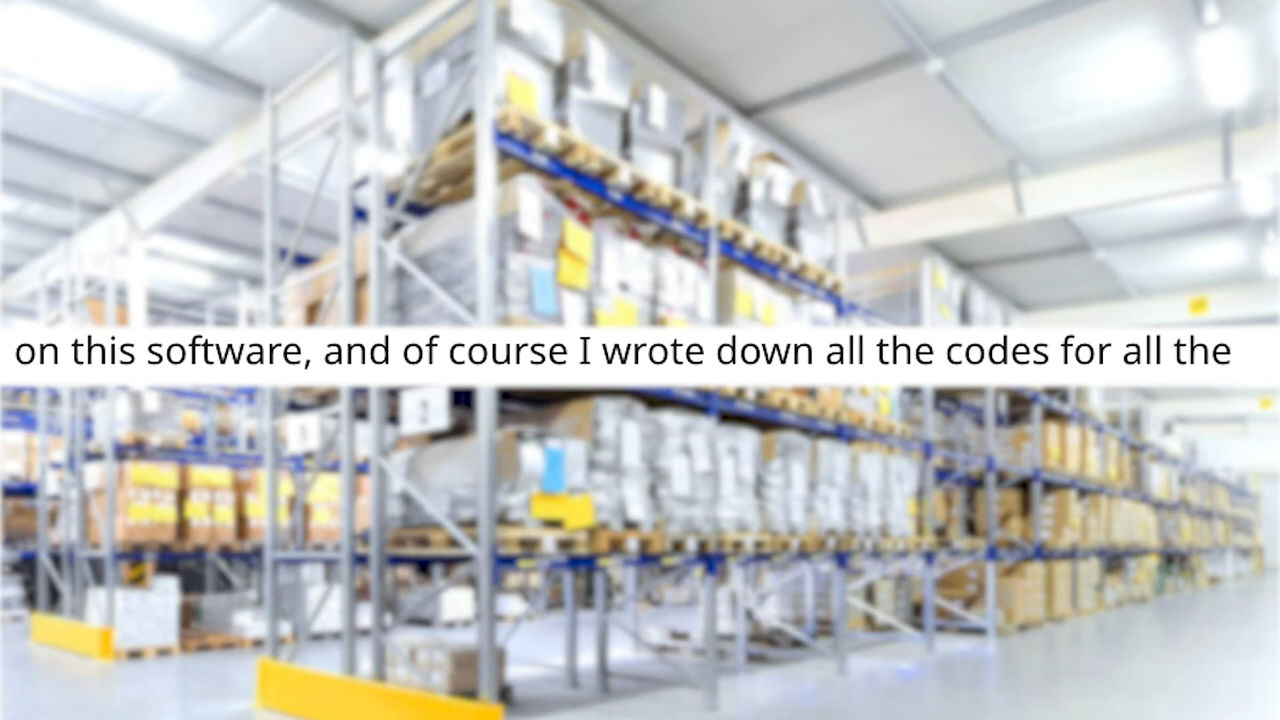 on this software, and of course I wrote down all the codes for all the